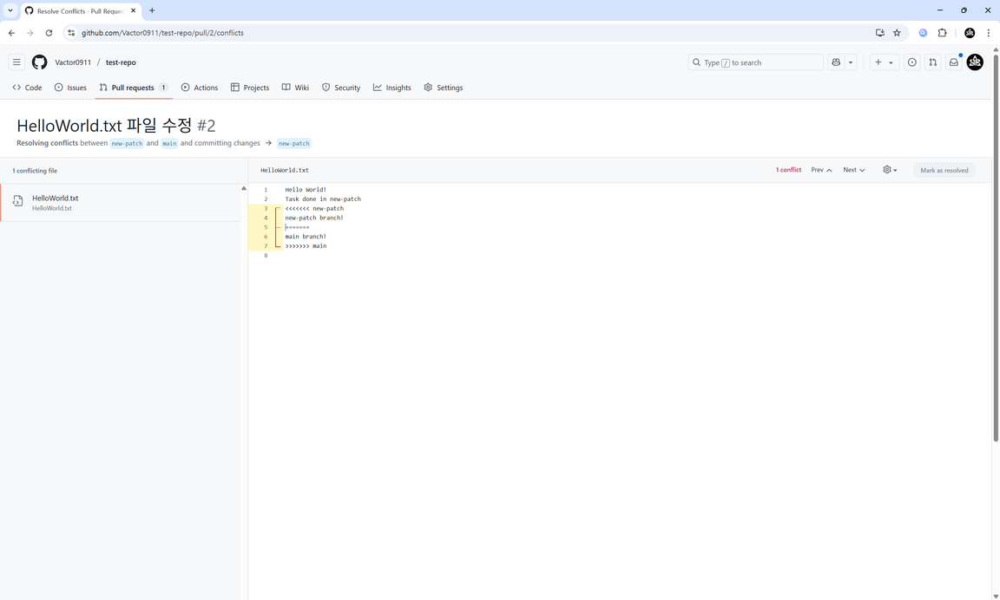 Resolve Conflicts · Pull Reque
github.com/Vactor0911/test-repo/pull/2/conflicts
Vactor0911 / test-repo
Type / to search
Code Issues Pull requests 1 Actions Projects Wiki Security Insights Settings
HelloWorld.txt 파일 수정 #2
Resolving conflicts between new-patch and main and committing changes → new-patch
1 conflicting file
HelloWorld.txt
HelloWorld.txt
HelloWorld.txt
1 conflict Prev Next Mark as resolved
1 Hello World!
2 Task done in new-patch
3 <<<<<<< new-patch
4 new-patch branch!
5 =======
6 main branch!
7 >>>>>>> main
8